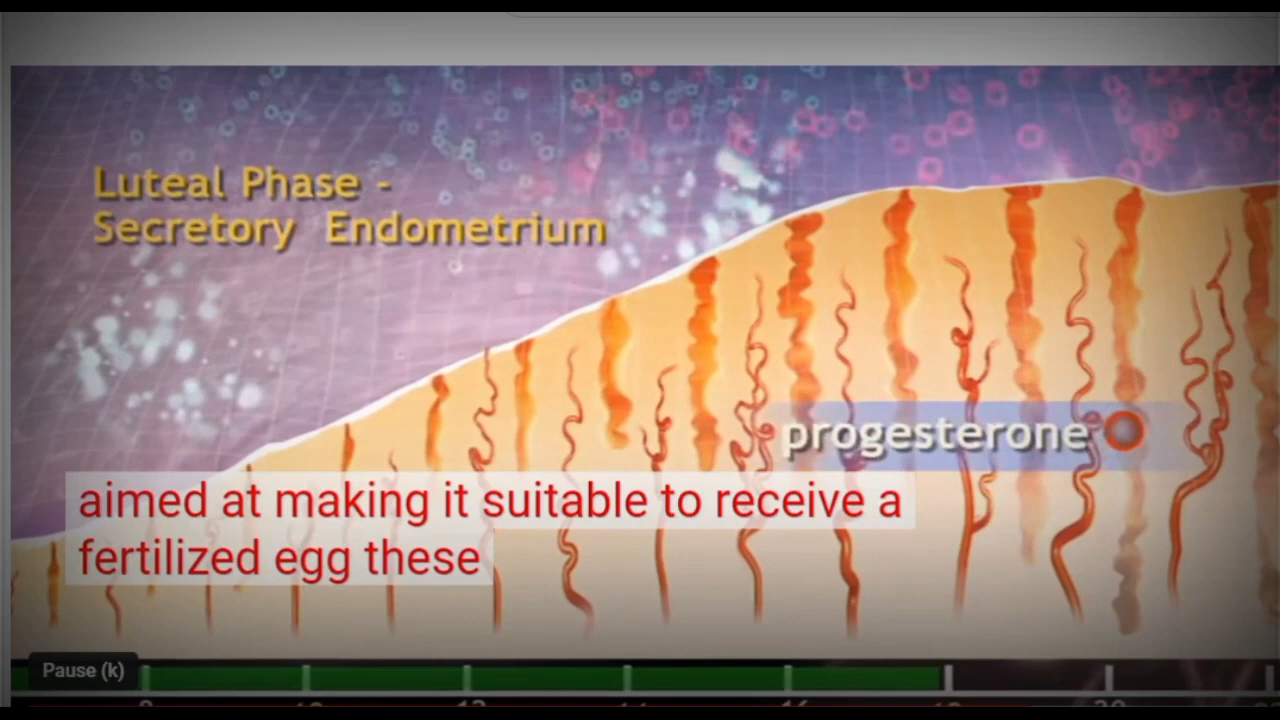 Luteal Phase -
Secretory Endometrium
progesterone
aimed at making it suitable to receive a
fertilized egg these
Pause (k)